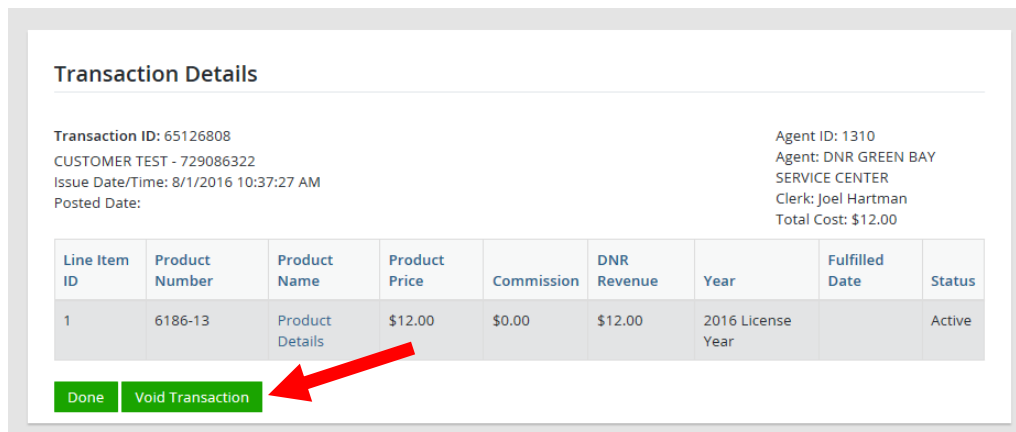 Transaction Details
Transaction ID: 65126808
CUSTOMER TEST - 729086322
Issue Date/Time: 8/1/2016 10:37:27 AM
Posted Date:
Agent ID: 1310
Agent: DNR GREEN BAY
SERVICE CENTER
Clerk: Joel Hartman
Total Cost: $12.00
Line Item ID Product Number Product Name Product Price Commission DNR Revenue Year Fulfilled Date Status
1 6186-13 Product Details $12.00 $0.00 $12.00 2016 License Year Active
Done Void Transaction